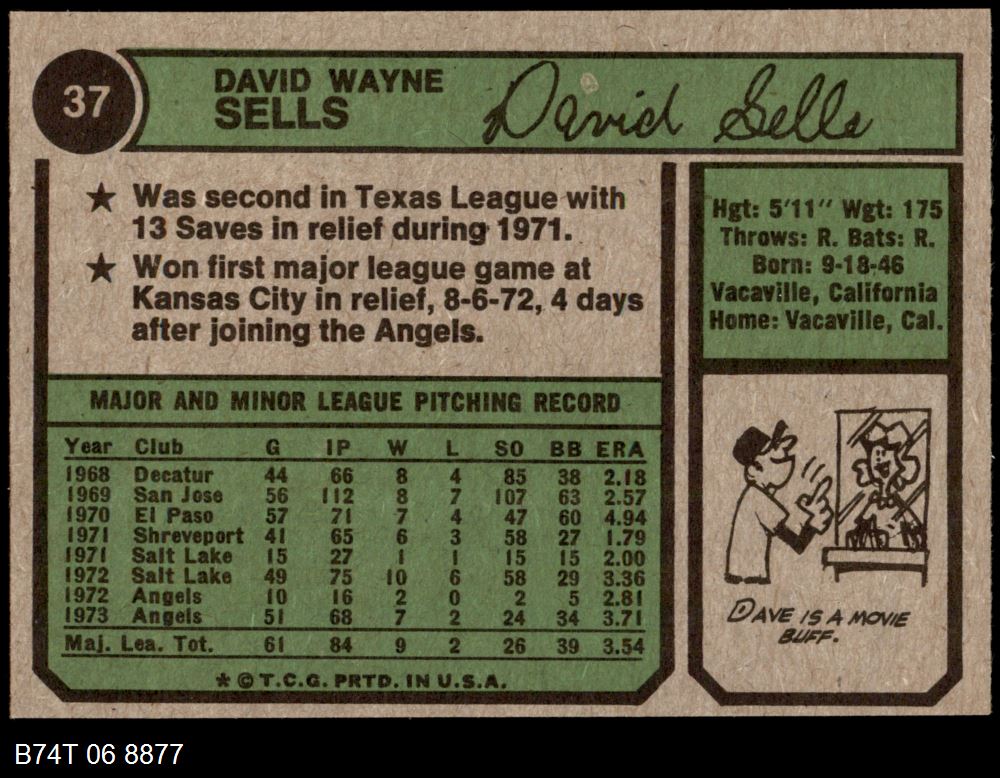 37
DAVID WAYNE
SELLS
David Sells
★ Was second in Texas League with
13 Saves in relief during 1971.
★ Won first major league game at
Kansas City in relief, 8-6-72, 4 days
after joining the Angels.
Hgt: 5'11" Wgt: 175
Throws: R. Bats: R.
Born: 9-18-46
Vacaville, California
Home: Vacaville, Cal.
MAJOR AND MINOR LEAGUE PITCHING RECORD
Year Club G IP W L SO BB ERA
1968 Decatur 44 66 8 4 85 38 2.18
1969 San Jose 56 112 8 7 107 63 2.57
1970 El Paso 57 71 7 4 47 60 4.94
1971 Shreveport 41 65 6 3 58 27 1.79
1971 Salt Lake 15 27 1 1 15 15 2.00
1972 Salt Lake 49 75 10 6 58 29 3.36
1972 Angels 10 16 2 0 2 5 2.81
1973 Angels 51 68 7 2 24 34 3.71
Maj. Lea. Tot. 61 84 9 2 26 39 3.54
★ © T.C.G. PRTD. IN U.S.A.
DAVE IS A MOVIE
BUFF.
B74T 06 8877